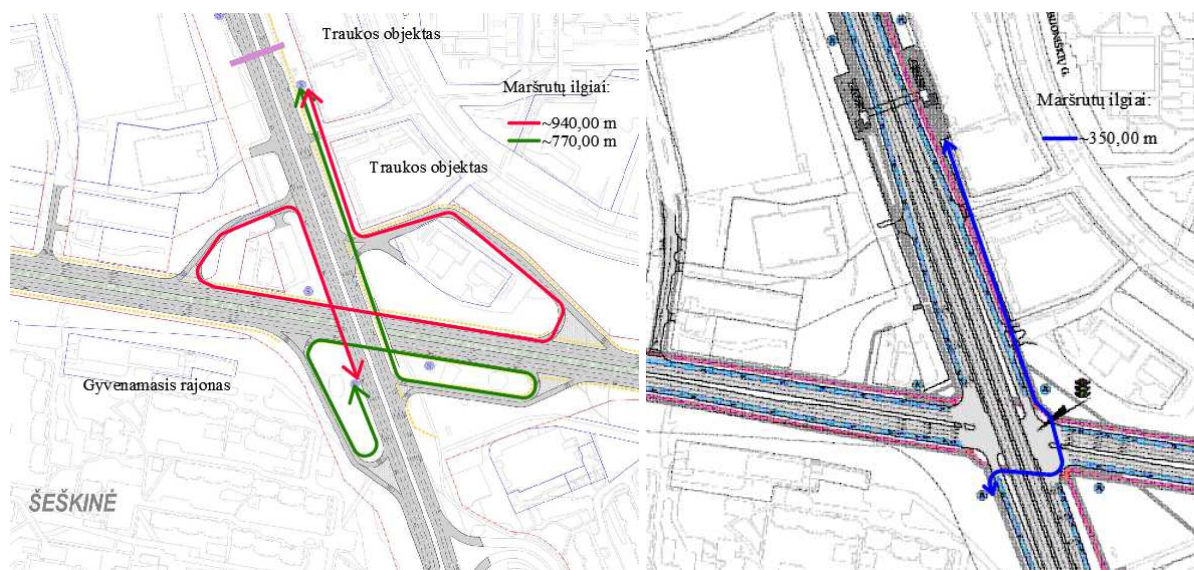 Traukos objektas
Maršrutų ilgiai:
~940,00 m
~770,00 m
Traukos objektas
Gyvenamasis rajonas
ŠEŠKINĖ
Maršrutų ilgiai:
~350,00 m